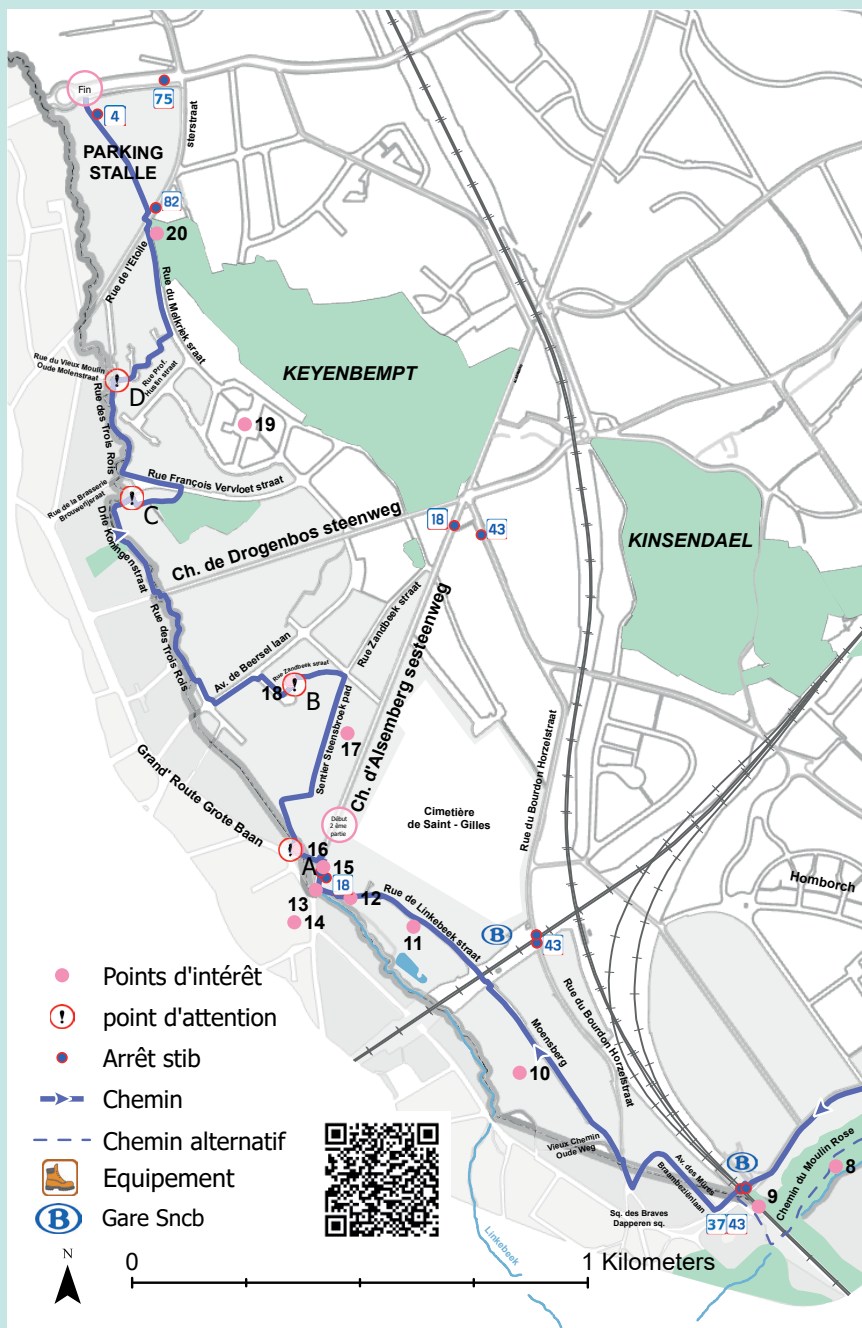 Fin
75
4
PARKING
STALLE
sterstraat
82
20
Rue de l'Etoile
Rue du Melkriek sraat
KEYENBEMPT
Rue du Vieux Moulin
Oude Molenstraat
D
Rue Prof.
Huslin straat
Rue des Trois Rois
19
Rue François Vervloet straat
Rue de la Brasserie
Brouwerijsraat
C
Drie Koningenstraat
Ch. de Drogenbos steenweg
18
43
KINSENDAEL
Rue Zandbeek straat
Ch. d'Alsemberg sesteenweg
Rue des Trois Rois
Av. de Beersel laan
Rue Zandbeek straat
18
B
Sentier Steensbroek pad
17
Rue du Bourdon Horzelstraat
Grand' Route Grote Baan
Début
2 ème
partie
Cimetière
de Saint - Gilles
Homborch
16
A
15
18
13
12
14
Rue de Linkebeek straat
11
B
43
Rue du Bourdon Horzelstraat
Moensberg
10
Vieux Chemin
Oude Weg
Av. des Mûres
Braambezienlaan
B
Chemin du Moulin Rose
8
9
37 43
Sq. des Braves
Dapperen sq.
Linkebeek
Points d'intérêt
! point d'attention
Arrêt stib
Chemin
Chemin alternatif
Equipement
B Gare Sncb
N
0 1 Kilometers